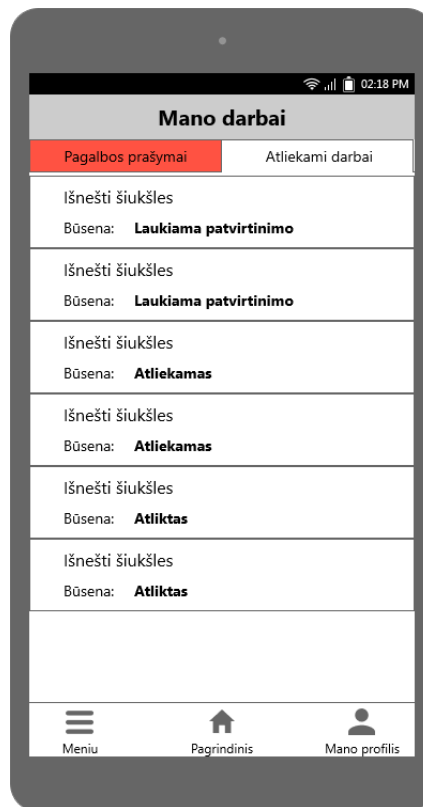 02:18 PM
Mano darbai
Pagalbos prašymai Atliekami darbai
Išnešti šiukšles
Būsena: Laukiama patvirtinimo
Išnešti šiukšles
Būsena: Laukiama patvirtinimo
Išnešti šiukšles
Būsena: Atliekamas
Išnešti šiukšles
Būsena: Atliekamas
Išnešti šiukšles
Būsena: Atliktas
Išnešti šiukšles
Būsena: Atliktas
Meniu Pagrindinis Mano profilis